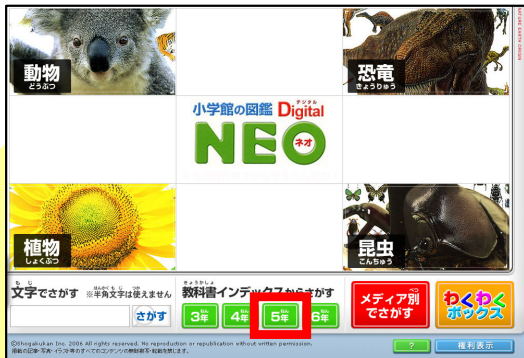 動物
どうぶつ
恐竜
きょうりゅう
小学館の図鑑 Digital
デジタル
NEO
ネオ
植物
しょくぶつ
昆虫
こんちゅう
文字でさがす ※半角文字は使えません
さがす
教科書インデックスからさがす
3年
4年
5年
6年
メディア別
でさがす
わくわく
ボックス
©Shogakukan Inc. 2006 All rights reserved. No reproduction or republication without written permission.
?
権利表示